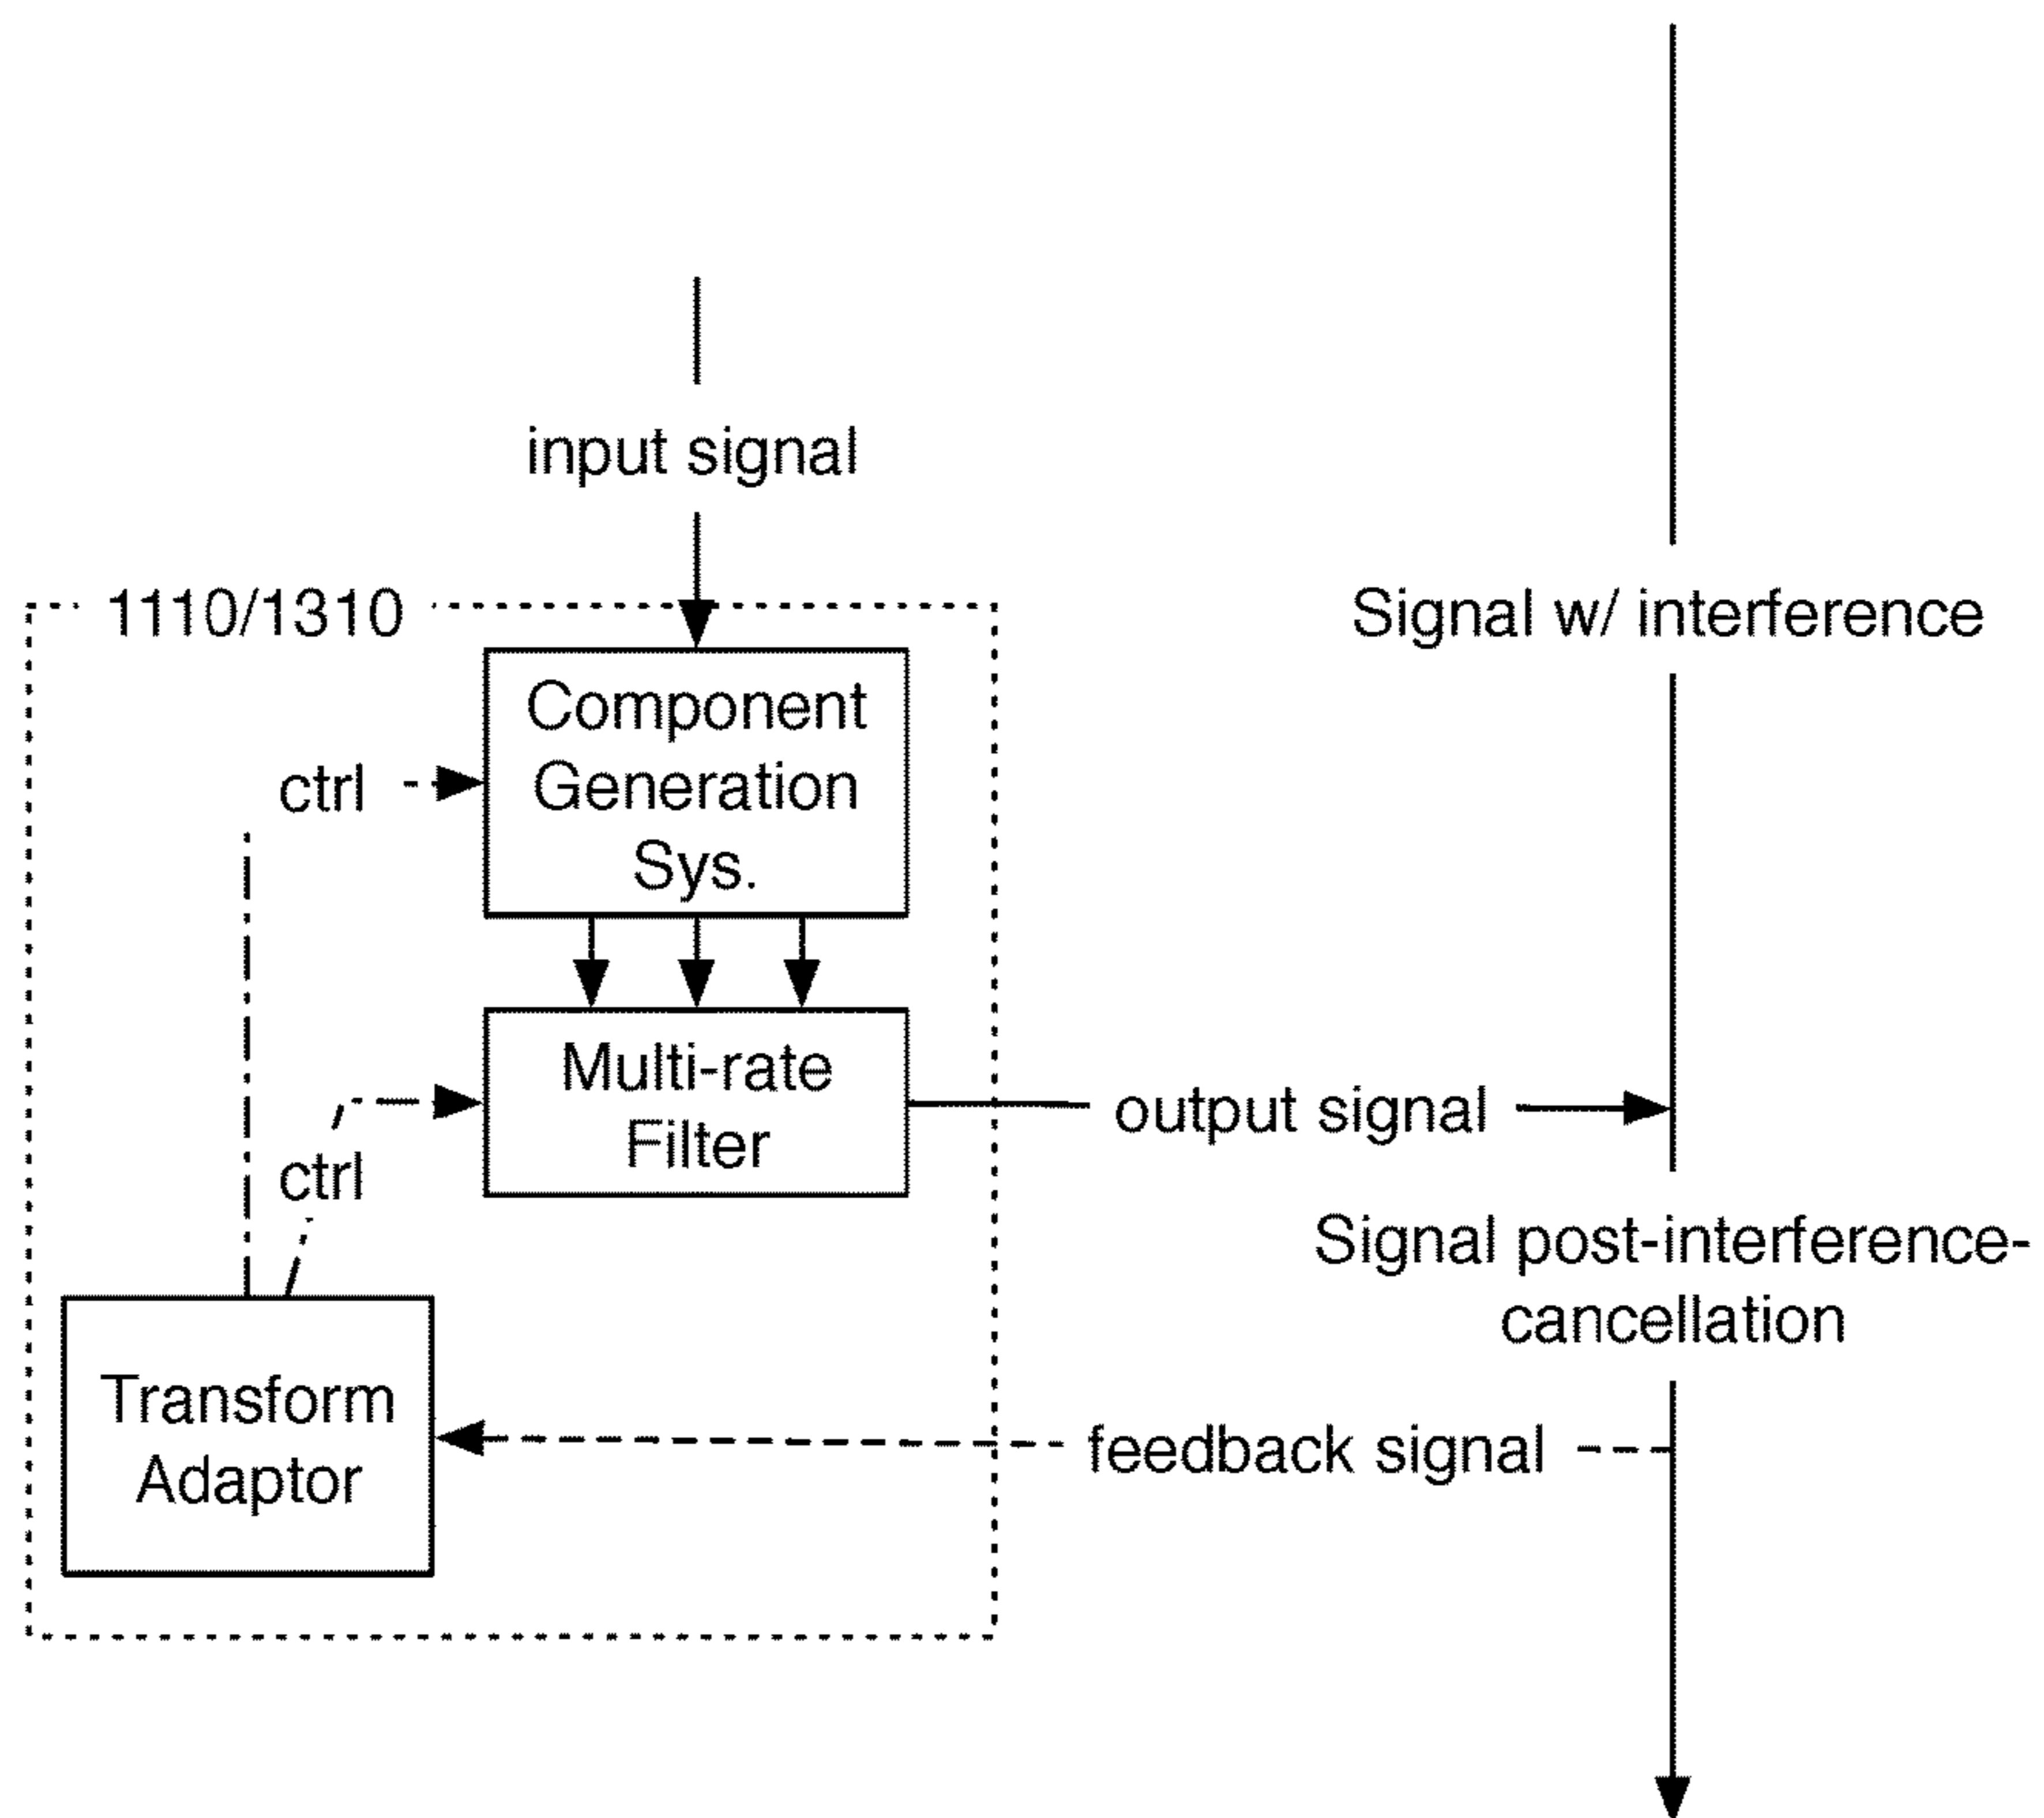 input signal
1110/1310
Signal w/ interference
Component
Generation
Sys.
ctrl
Multi-rate
Filter
ctrl
output signal
Signal post-interference-
cancellation
Transform
Adaptor
feedback signal